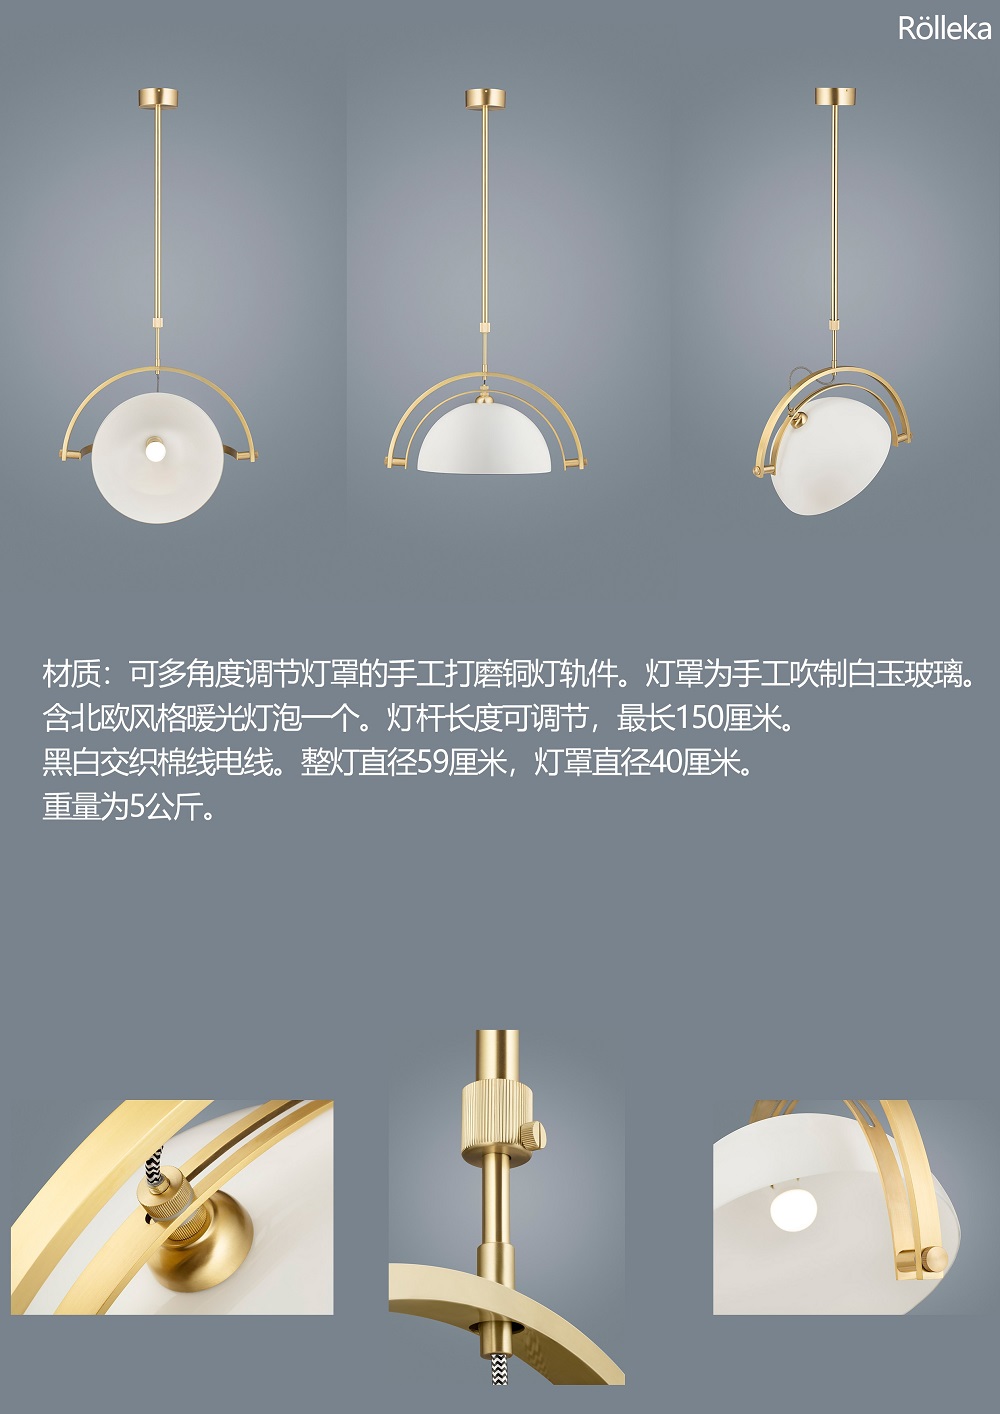 Rölleka
材质：可多角度调节灯罩的手工打磨铜灯轨件。灯罩为手工吹制白玉玻璃。
含北欧风格暖光灯泡一个。灯杆长度可调节，最长150厘米。
黑白交织棉线电线。整灯直径59厘米，灯罩直径40厘米。
重量为5公斤。